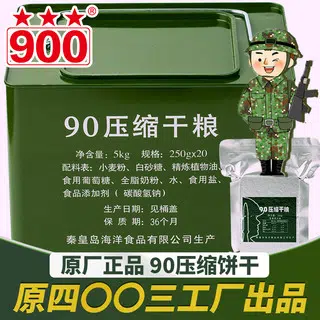 ★★★®
900
90压缩干粮
净含量：5kg 规格：250gx20
配料表：小麦粉、白砂糖、精炼植物油、
食用葡萄糖、全脂奶粉、水、食用盐、
食品添加剂（碳酸氢钠）
生产日期：见桶盖
保 质 期：36个月
秦皇岛海洋食品有限公司生产
90压缩干粮
原厂正品 90压缩饼干
原四〇〇三工厂出品